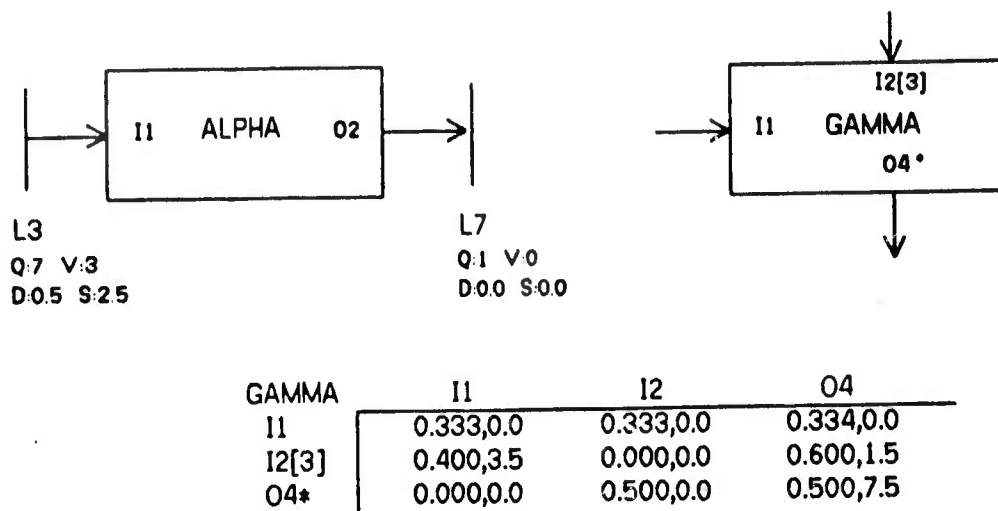 I1 ALPHA O2
L3
Q:7 V:3
D:0.5 S:2.5
L7
Q:1 V:0
D:0.0 S:0.0
I2[3]
I1 GAMMA
O4*
GAMMA I1 I2 O4
I1 0.333,0.0 0.333,0.0 0.334,0.0
I2[3] 0.400,3.5 0.000,0.0 0.600,1.5
O4* 0.000,0.0 0.500,0.0 0.500,7.5